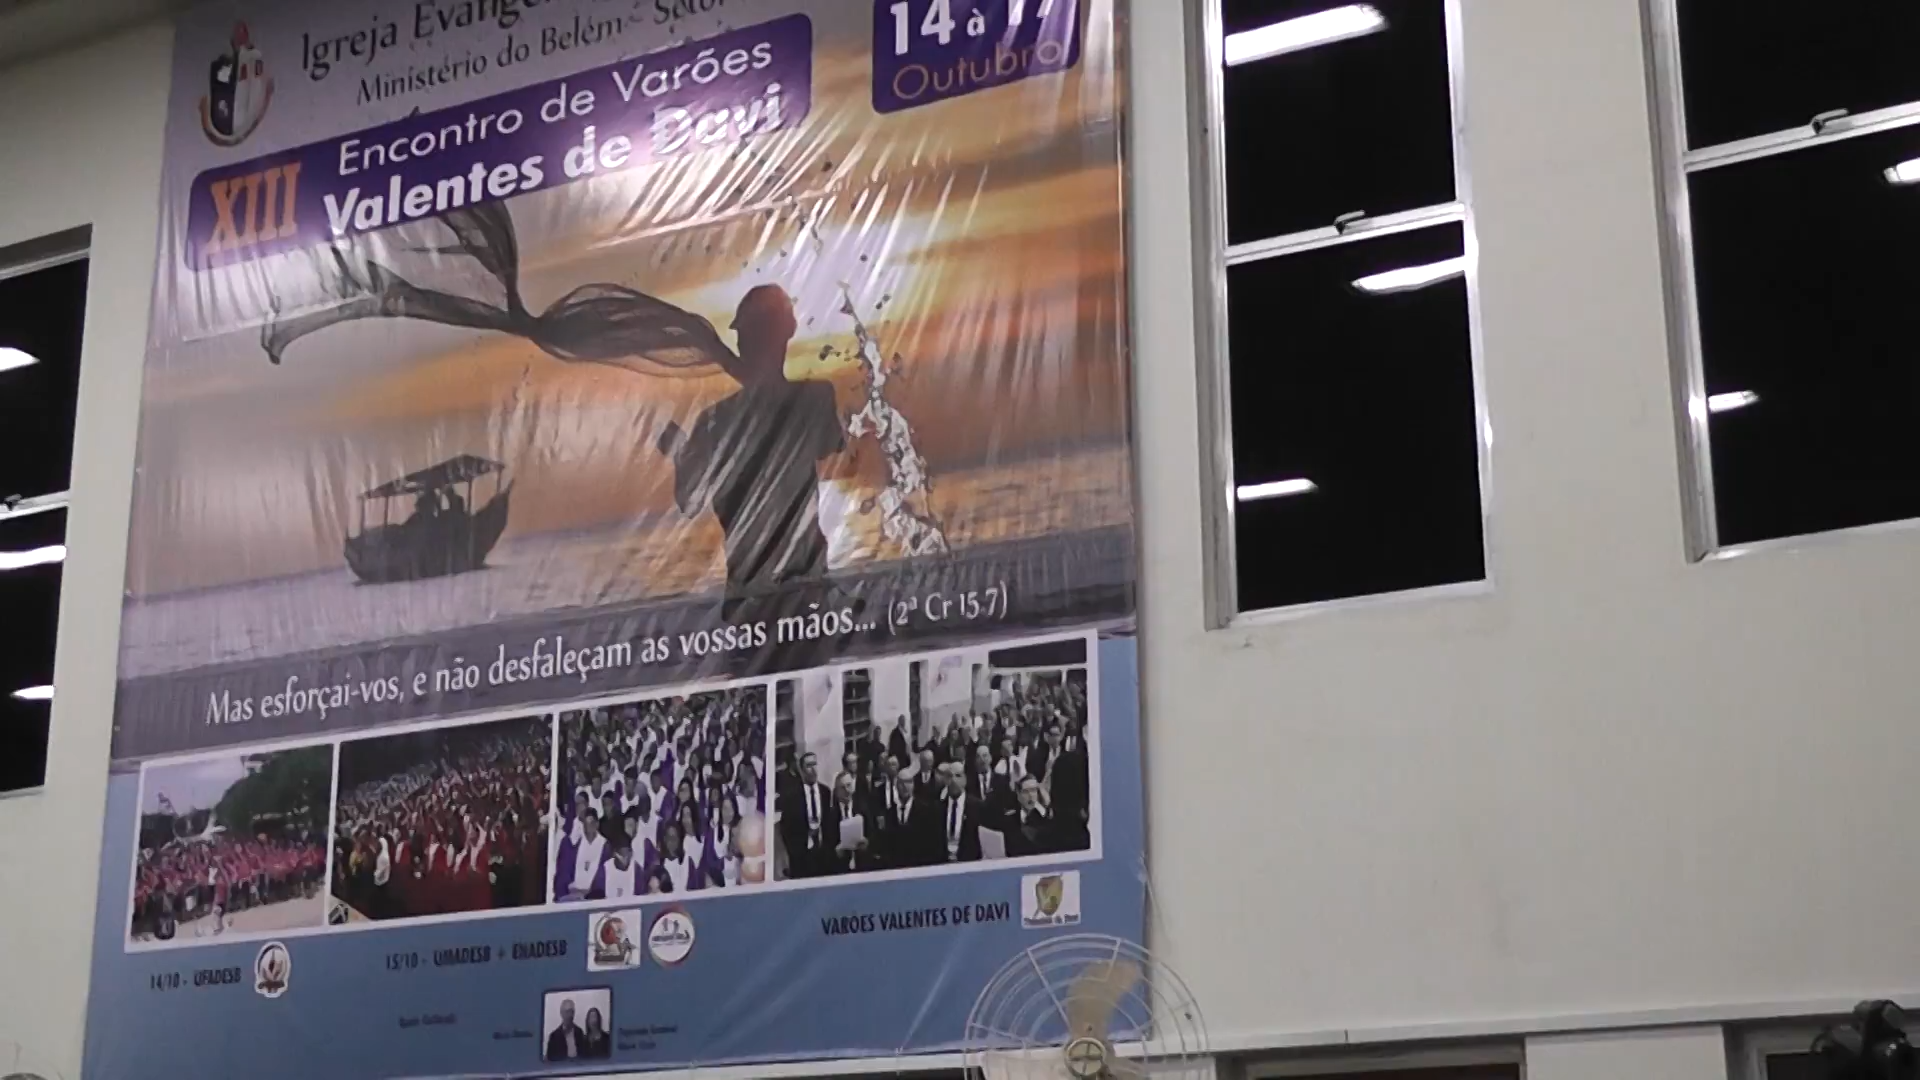 Igreja
Ministério do Belém - Setor
14 à 17
Outubro
XIII Encontro de Varões
Valentes de Davi
Mas esforçai-vos, e não desfaleçam as vossas mãos... (2ª Cr 15.7)
14/10 - UFADESB
15/10 - UMADESB + ENADESB
VARÕES VALENTES DE DAVI